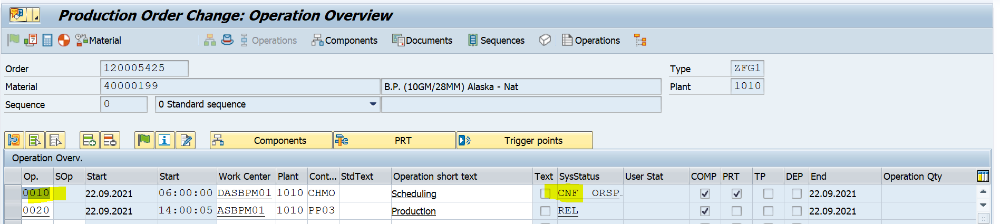 Production Order Change: Operation Overview
Material Operations Components Documents Sequences Operations
Order 120005425 Type ZFG1
Material 40000199 B.P. (10GM/28MM) Alaska - Nat Plant 1010
Sequence 0 0 Standard sequence
Components PRT Trigger points
Operation Overv.
Op. SOp Start Start Work Center Plant Cont... StdText Operation short text Text SysStatus User Stat COMP PRT TP DEP End Operation Qty
0010 22.09.2021 06:00:00 DASBPM01 1010 CHMO Scheduling CNF ORSP... 22.09.2021
0020 22.09.2021 14:00:05 ASBPM01 1010 PP03 Production REL 22.09.2021